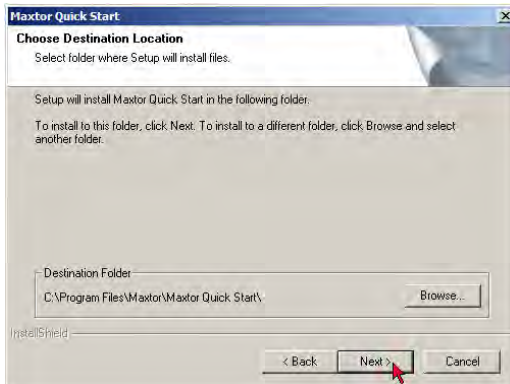 Maxtor Quick Start
Choose Destination Location
Select folder where Setup will install files.
Setup will install Maxtor Quick Start in the following folder.
To install to this folder, click Next. To install to a different folder, click Browse and select
another folder.
Destination Folder
C:\Program Files\Maxtor\Maxtor Quick Start\
Browse...
InstallShield
< Back
Next >
Cancel